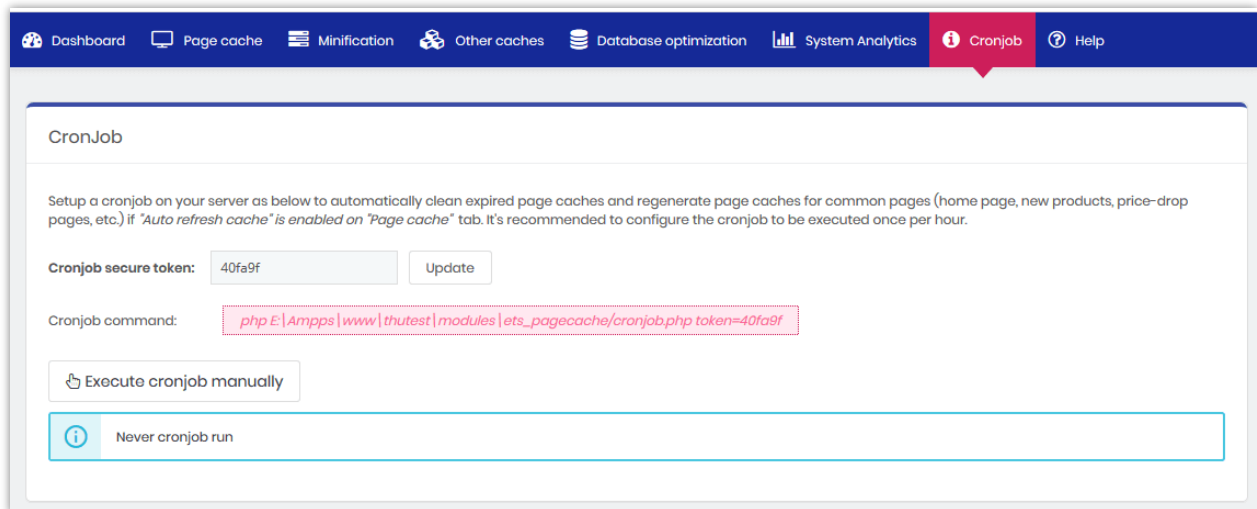 Dashboard Page cache Minification Other caches Database optimization System Analytics Cronjob Help
CronJob
Setup a cronjob on your server as below to automatically clean expired page caches and regenerate page caches for common pages (home page, new products, price-drop
pages, etc.) if "Auto refresh cache" is enabled on "Page cache" tab. It's recommended to configure the cronjob to be executed once per hour.
Cronjob secure token: 40fa9f Update
Cronjob command: php E:\Ampps\www\thutest\modules\ets_pagecache/cronjob.php token=40fa9f
Execute cronjob manually
Never cronjob run